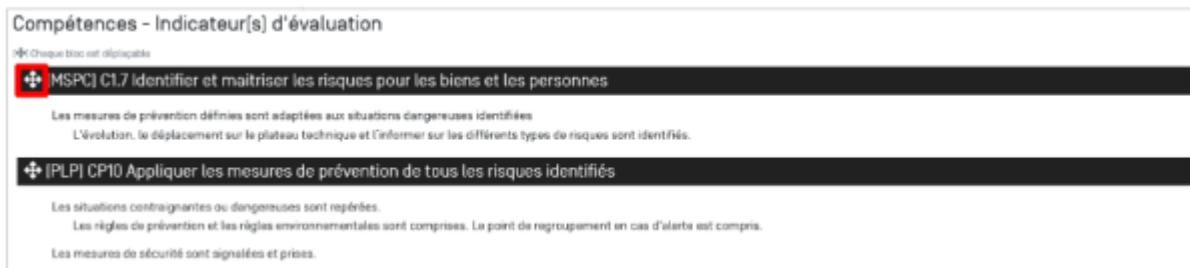 Compétences - Indicateur(s) d'évaluation
Chaque bloc est déplaçable
[MSPC] C1.7 Identifier et maitriser les risques pour les biens et les personnes
Les mesures de prévention définies sont adaptées aux situations dangereuses identifiées
L'évolution, le déplacement sur le plateau technique et l'informer sur les différents types de risques sont identifiés.
[PLP] CP10 Appliquer les mesures de prévention de tous les risques identifiés
Les situations contraignantes ou dangereuses sont repérées.
Les règles de prévention et les règles environnementales sont comprises. Le point de regroupement en cas d'alerte est compris.
Les mesures de sécurité sont signalées et prises.